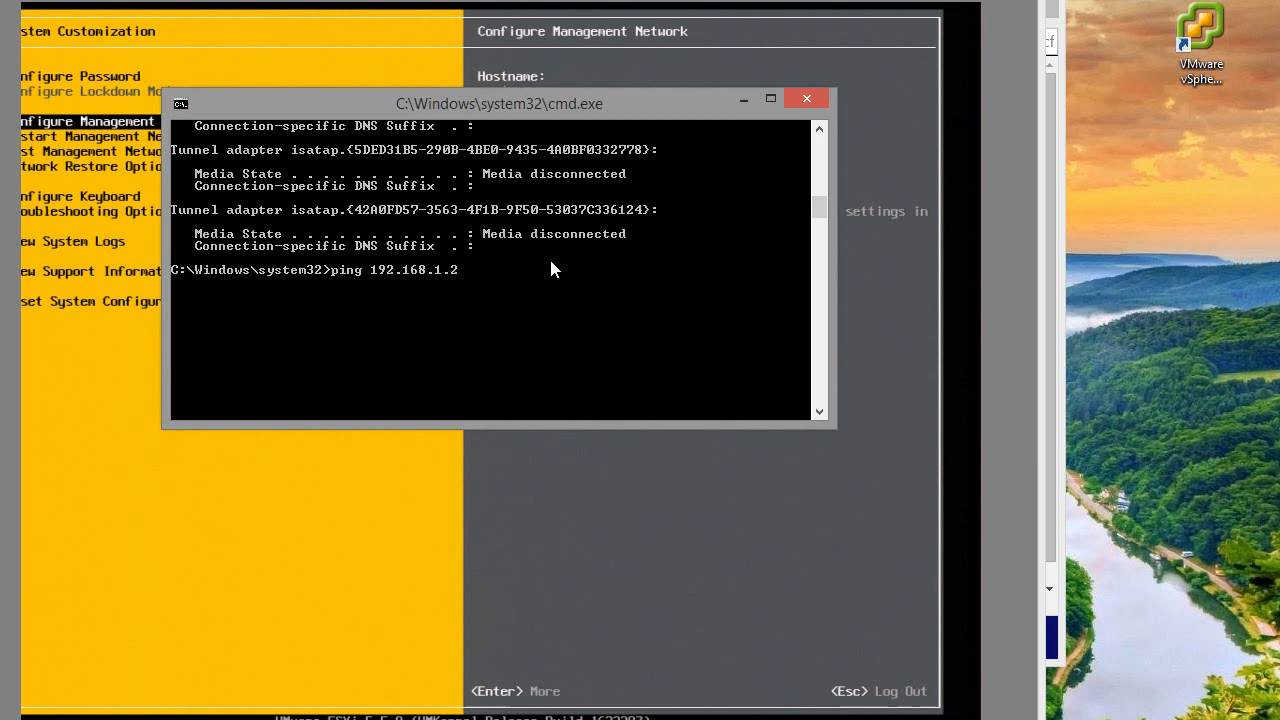 stem Customization
Configure Management Network
nfigure Password
nfigure Lockdown Mo
nfigure Management
start Management Ne
st Management Netwo
twork Restore Optio
nfigure Keyboard
oubleshooting Optio
ew System Logs
ew Support Informat
set System Configur
Hostname:
settings in
C:\Windows\system32\cmd.exe
Connection-specific DNS Suffix . :
Tunnel adapter isatap.{5DED31B5-290B-4BE0-9435-4A0BF0332778}:
Media State . . . . . . . . . . . : Media disconnected
Connection-specific DNS Suffix . :
Tunnel adapter isatap.{42A0FD57-3563-4F1B-9F50-53037C336124}:
Media State . . . . . . . . . . . : Media disconnected
Connection-specific DNS Suffix . :
C:\Windows\system32>ping 192.168.1.2
<Enter> More
<Esc> Log Out
cf
VMware
vSphe...